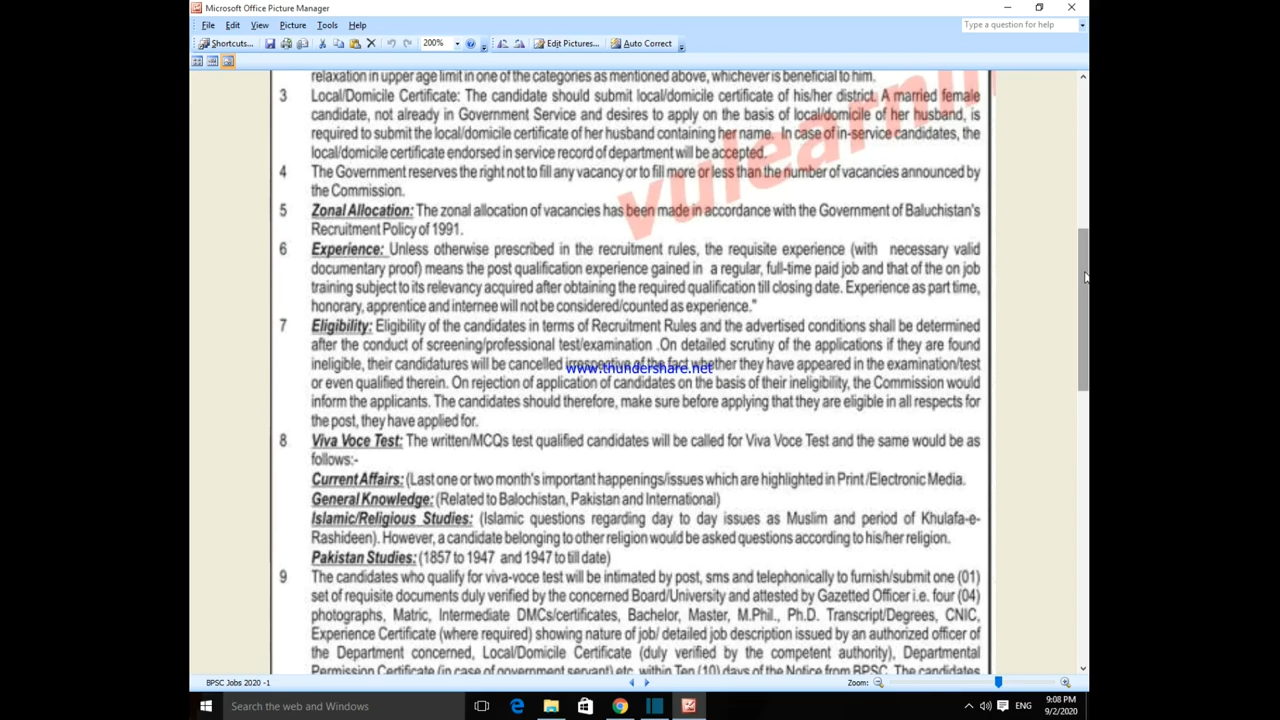 Microsoft Office Picture Manager
File Edit View Picture Tools Help
Type a question for help
Shortcuts... 200% Edit Pictures... Auto Correct
relaxation in upper age limit in one of the categories as mentioned above, whichever is beneficial to him.
3 Local/Domicile Certificate: The candidate should submit local/domicile certificate of his/her district. A married female
candidate, not already in Government Service and desires to apply on the basis of local/domicile of her husband, is
required to submit the local/domicile certificate of her husband containing her name. In case of in-service candidates, the
local/domicile certificate endorsed in service record of department will be accepted.
4 The Government reserves the right not to fill any vacancy or to fill more or less than the number of vacancies announced by
the Commission.
vulearni
5 Zonal Allocation: The zonal allocation of vacancies has been made in accordance with the Government of Baluchistan's
Recruitment Policy of 1991.
6 Experience: Unless otherwise prescribed in the recruitment rules, the requisite experience (with necessary valid
documentary proof) means the post qualification experience gained in a regular, full-time paid job and that of the on job
training subject to its relevancy acquired after obtaining the required qualification till closing date. Experience as part time,
honorary, apprentice and internee will not be considered/counted as experience."
7 Eligibility: Eligibility of the candidates in terms of Recruitment Rules and the advertised conditions shall be determined
after the conduct of screening/professional test/examination .On detailed scrutiny of the applications if they are found
ineligible, their candidatures will be cancelled irrespective of the fact whether they have appeared in the examination/test
www.thundershare.net
or even qualified therein. On rejection of application of candidates on the basis of their ineligibility, the Commission would
inform the applicants. The candidates should therefore, make sure before applying that they are eligible in all respects for
the post, they have applied for.
8 Viva Voce Test: The written/MCQs test qualified candidates will be called for Viva Voce Test and the same would be as
follows:-
Current Affairs: (Last one or two month's important happenings/issues which are highlighted in Print /Electronic Media.
General Knowledge: (Related to Balochistan, Pakistan and International)
Islamic/Religious Studies: (Islamic questions regarding day to day issues as Muslim and period of Khulafa-e-
Rashideen). However, a candidate belonging to other religion would be asked questions according to his/her religion.
Pakistan Studies: (1857 to 1947 and 1947 to till date)
9 The candidates who qualify for viva-voce test will be intimated by post, sms and telephonically to furnish/submit one (01)
set of requisite documents duly verified by the concerned Board/University and attested by Gazetted Officer i.e. four (04)
photographs, Matric, Intermediate DMCs/certificates, Bachelor, Master, M.Phil., Ph.D. Transcript/Degrees, CNIC,
Experience Certificate (where required) showing nature of job/ detailed job description issued by an authorized officer of
the Department concerned, Local/Domicile Certificate (duly verified by the competent authority), Departmental
Permission Certificate (in case of government servant) etc. within Ten (10) days of the Notice from BPSC. The candidates
BPSC Jobs 2020 -1 Zoom:
Search the web and Windows
ENG
9:08 PM
9/2/2020